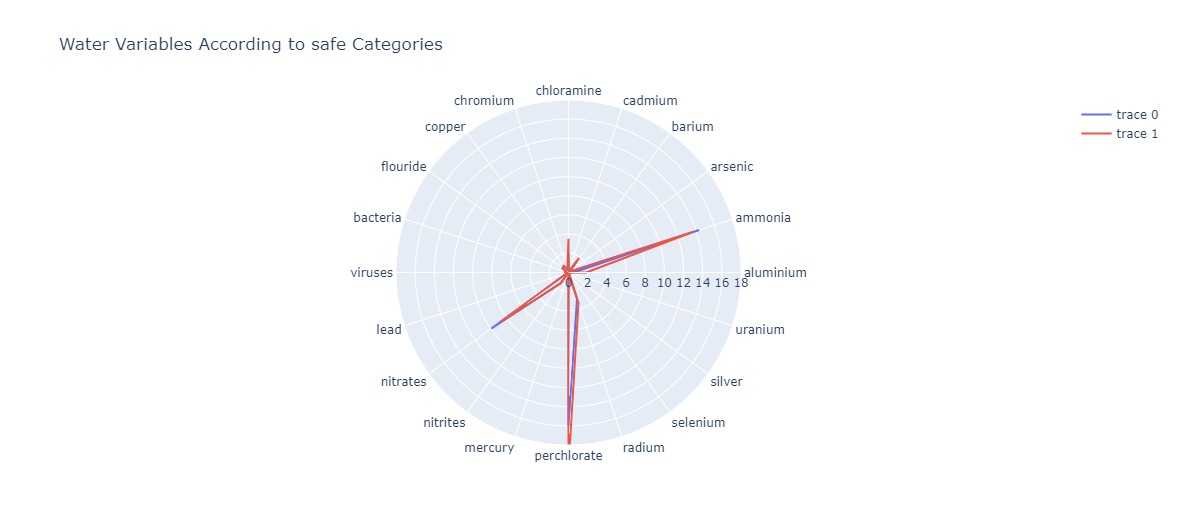 Water Variables According to safe Categories
chloramine
chromium
cadmium
copper
barium
flouride
arsenic
bacteria
ammonia
viruses
aluminium
0 2 4 6 8 10 12 14 16 18
lead
uranium
nitrates
silver
nitrites
selenium
mercury
radium
perchlorate
trace 0
trace 1